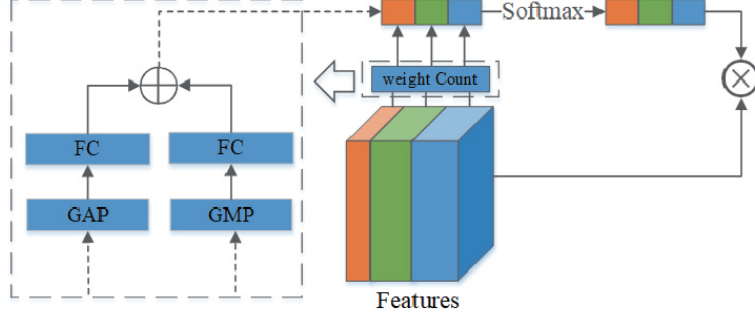 Softmax
weight Count
FC FC
GAP GMP
Features